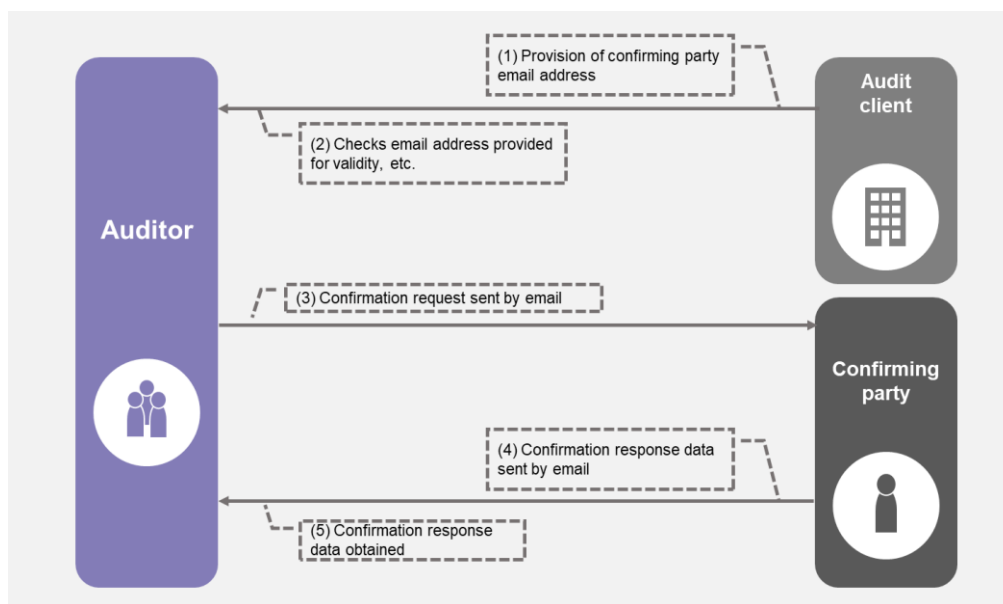 (1) Provision of confirming party
email address
Audit
client
(2) Checks email address provided
for validity, etc.
Auditor
(3) Confirmation request sent by email
Confirming
party
(4) Confirmation response data
sent by email
(5) Confirmation response
data obtained